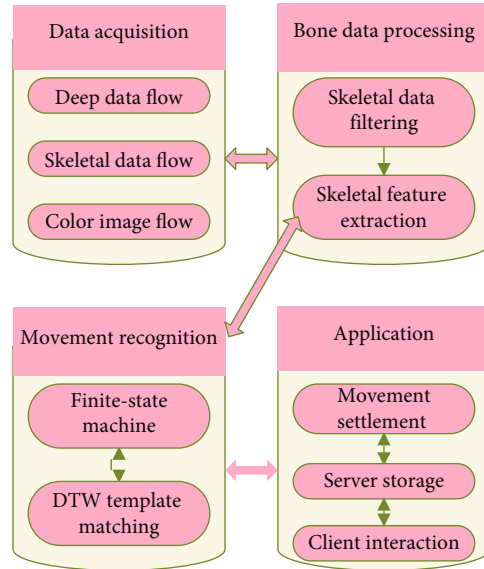 Data acquisition
Deep data flow
Skeletal data flow
Color image flow
Bone data processing
Skeletal data
filtering
Skeletal feature
extraction
Movement recognition
Finite-state
machine
DTW template
matching
Application
Movement
settlement
Server storage
Client interaction